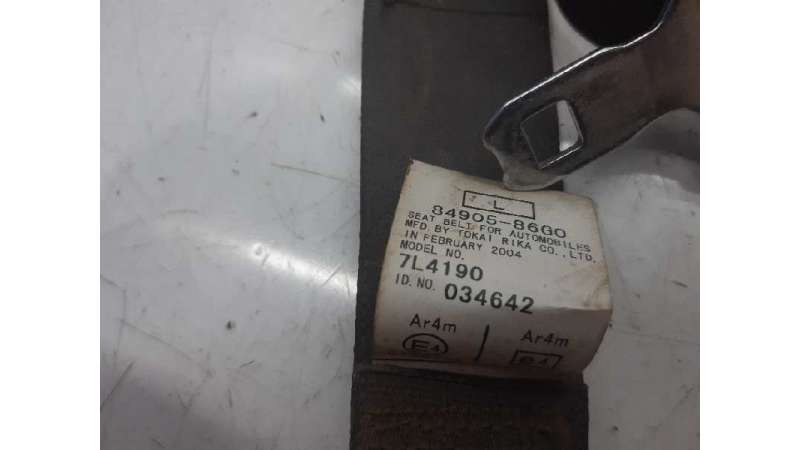 L
84905-86G0
SEAT BELT FOR AUTOMOBILES
MFD. BY TOKAI RIKA CO., LTD.
IN FEBRUARY 2004
MODEL NO.
7L4190
ID. NO. 034642
Ar4m | Ar4m
E4
e4